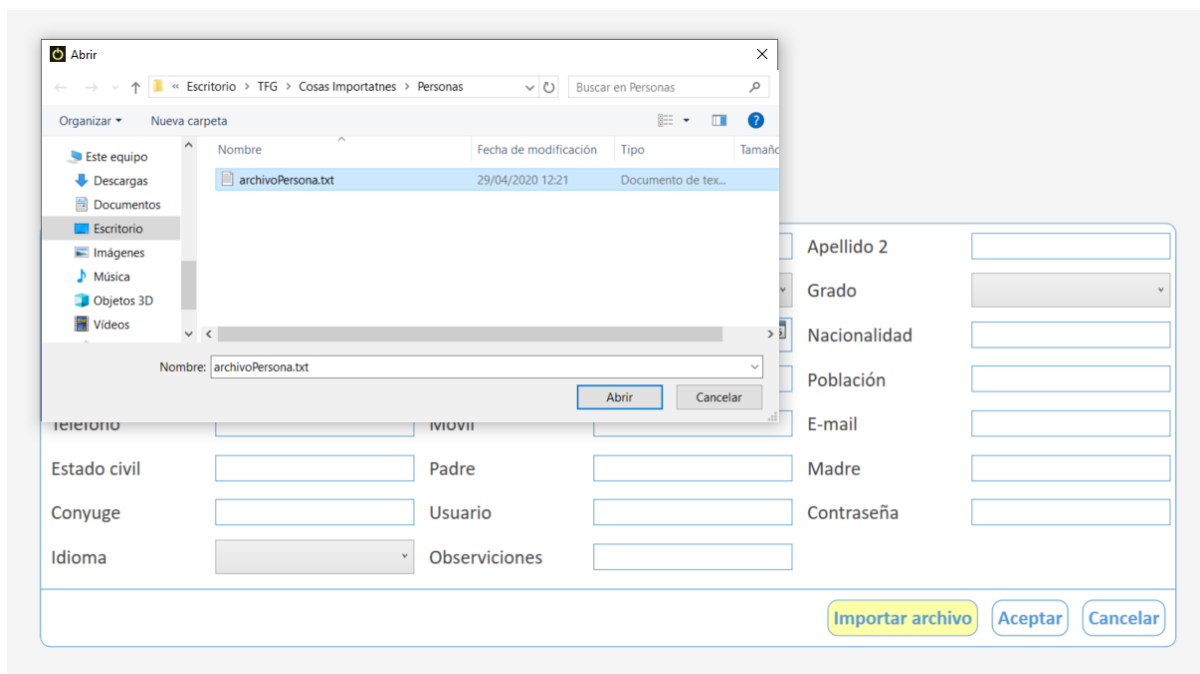 Abrir
« Escritorio > TFG > Cosas Importatnes > Personas
Buscar en Personas
Organizar
Nueva carpeta
Nombre
Fecha de modificación
Tipo
Tamaño
Este equipo
Descargas
Documentos
Escritorio
Imágenes
Música
Objetos 3D
Vídeos
archivoPersona.txt 29/04/2020 12:21 Documento de tex...
Nombre: archivoPersona.txt
Abrir Cancelar
Apellido 2
Grado
Nacionalidad
Población
Teléfono Móvil E-mail
Estado civil Padre Madre
Conyuge Usuario Contraseña
Idioma Observiciones
Importar archivo Aceptar Cancelar